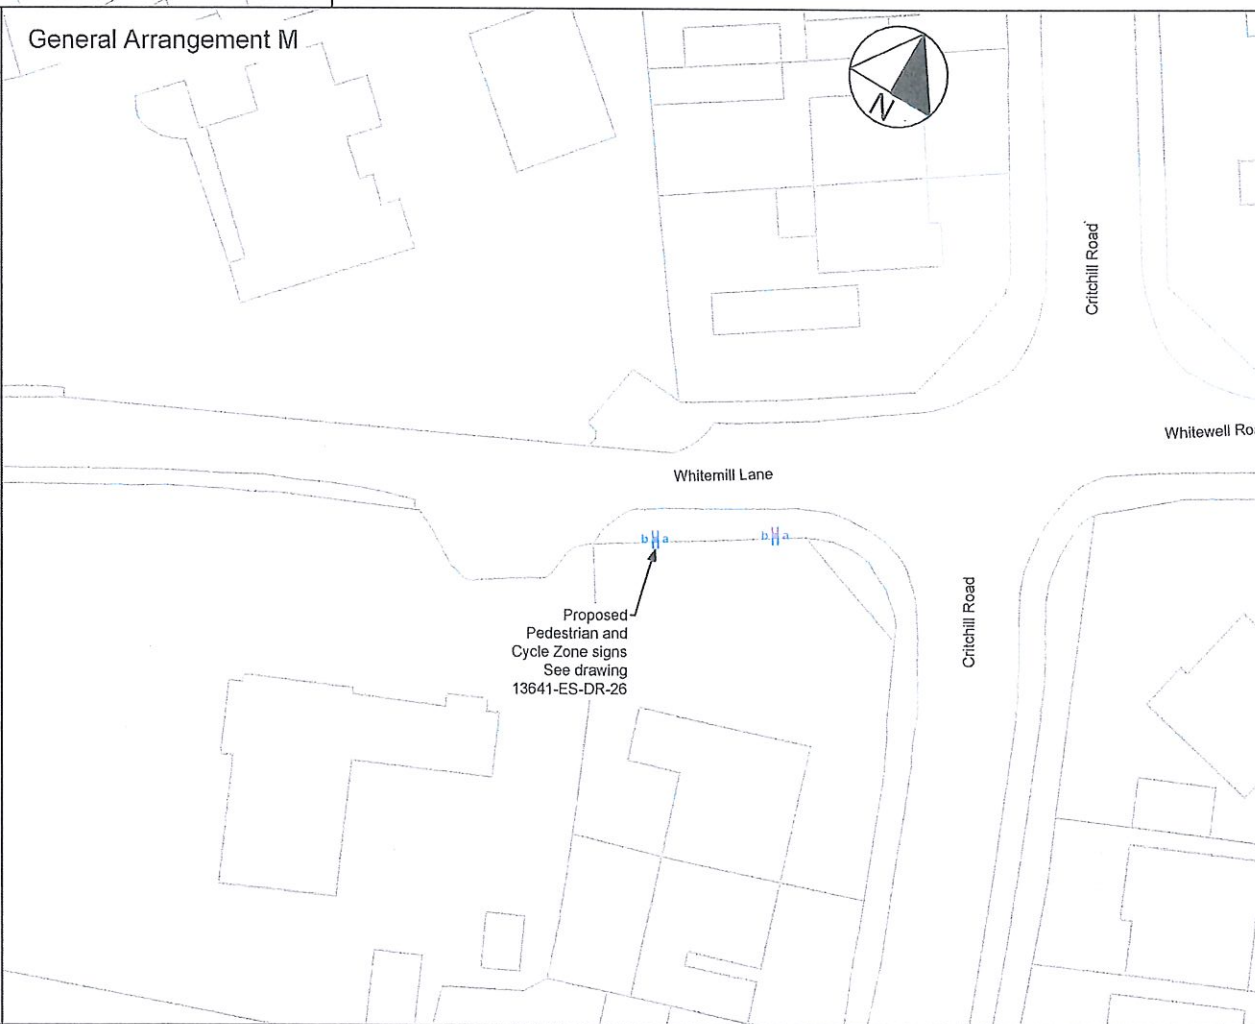 General Arrangement M
N
Critchill Road
Whitewell Ro
Whitemill Lane
b a
b a
Proposed
Pedestrian and
Cycle Zone signs
See drawing
13641-ES-DR-26
Critchill Road